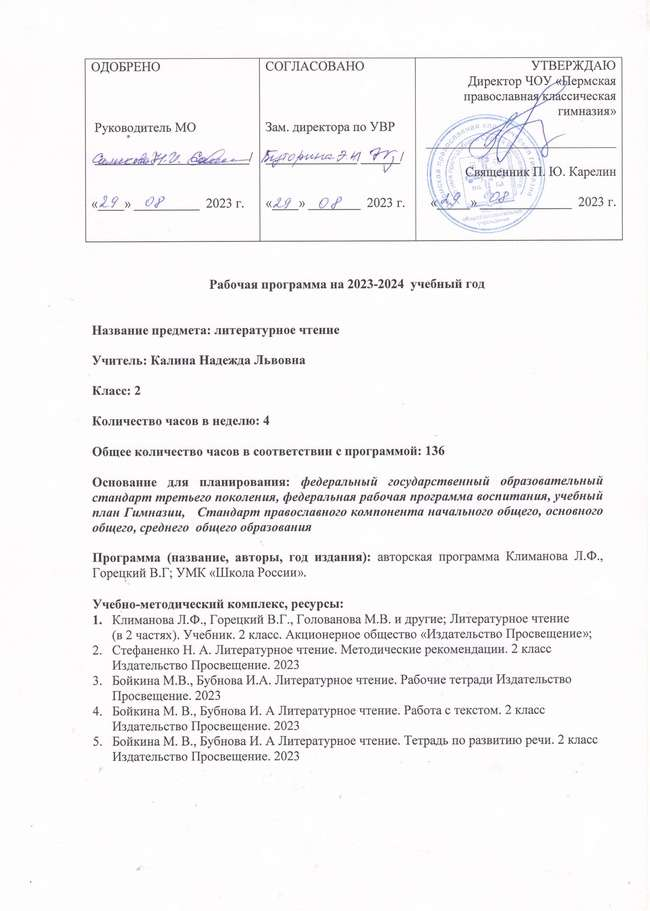 ОДОБРЕНО
Руководитель МО
«29» 08 2023 г.
СОГЛАСОВАНО
Зам. директора по УВР
Буторина Э.Н
«29» 08 2023 г.
УТВЕРЖДАЮ
Директор ЧОУ «Пермская
православная классическая
гимназия»
Священник П. Ю. Карелин
«29» 08 2023 г.
Рабочая программа на 2023-2024 учебный год
Название предмета: литературное чтение
Учитель: Калина Надежда Львовна
Класс: 2
Количество часов в неделю: 4
Общее количество часов в соответствии с программой: 136
Основание для планирования: федеральный государственный образовательный
стандарт третьего поколения, федеральная рабочая программа воспитания, учебный
план Гимназии, Стандарт православного компонента начального общего, основного
общего, среднего общего образования
Программа (название, авторы, год издания): авторская программа Климанова Л.Ф.,
Горецкий В.Г; УМК «Школа России».
Учебно-методический комплекс, ресурсы:
1. Климанова Л.Ф., Горецкий В.Г., Голованова М.В. и другие; Литературное чтение
(в 2 частях). Учебник. 2 класс. Акционерное общество «Издательство Просвещение»;
2. Стефаненко Н. А. Литературное чтение. Методические рекомендации. 2 класс
Издательство Просвещение. 2023
3. Бойкина М.В., Бубнова И.А. Литературное чтение. Рабочие тетради Издательство
Просвещение. 2023
4. Бойкина М. В., Бубнова И. А Литературное чтение. Работа с текстом. 2 класс
Издательство Просвещение. 2023
5. Бойкина М. В., Бубнова И. А Литературное чтение. Тетрадь по развитию речи. 2 класс
Издательство Просвещение. 2023